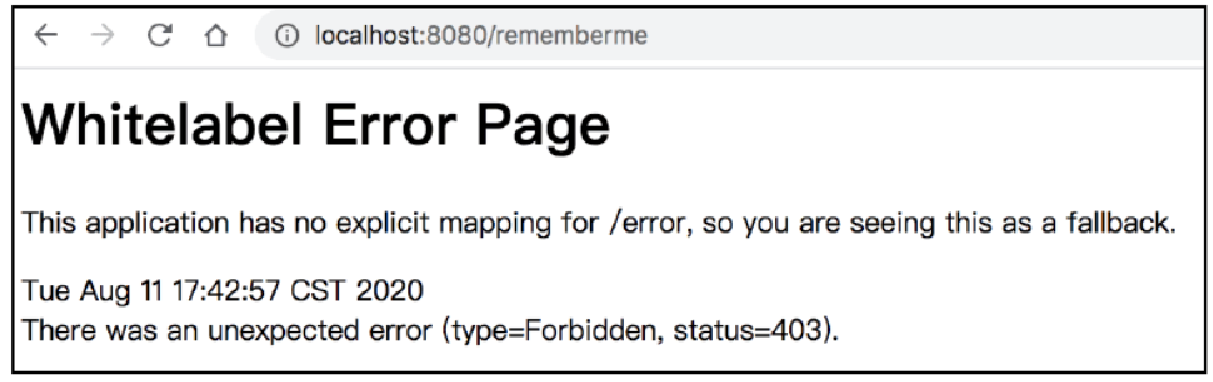 localhost:8080/rememberme
Whitelabel Error Page
This application has no explicit mapping for /error, so you are seeing this as a fallback.
Tue Aug 11 17:42:57 CST 2020
There was an unexpected error (type=Forbidden, status=403).